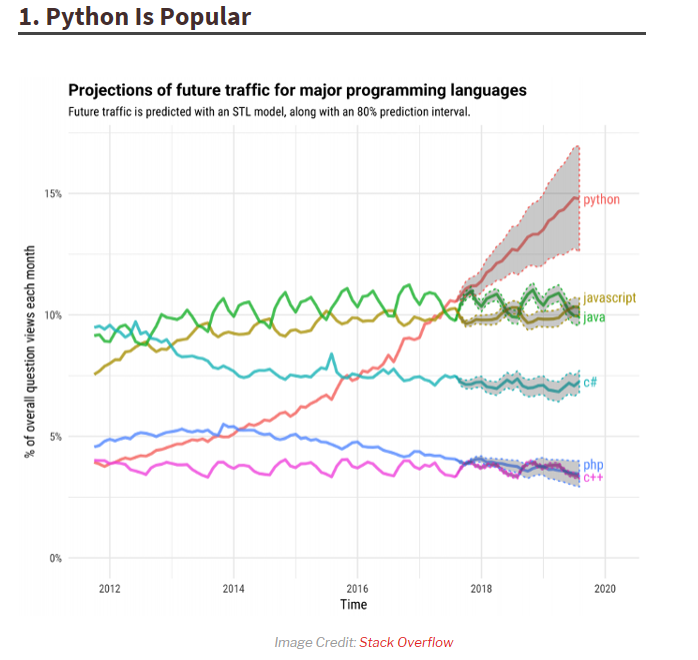 1. Python Is Popular
Projections of future traffic for major programming languages
Future traffic is predicted with an STL model, along with an 80% prediction interval.
% of overall question views each month
15%
10%
5%
0%
python
javascript
java
c#
php
c++
2012 2014 2016 2018 2020
Time
Image Credit: Stack Overflow